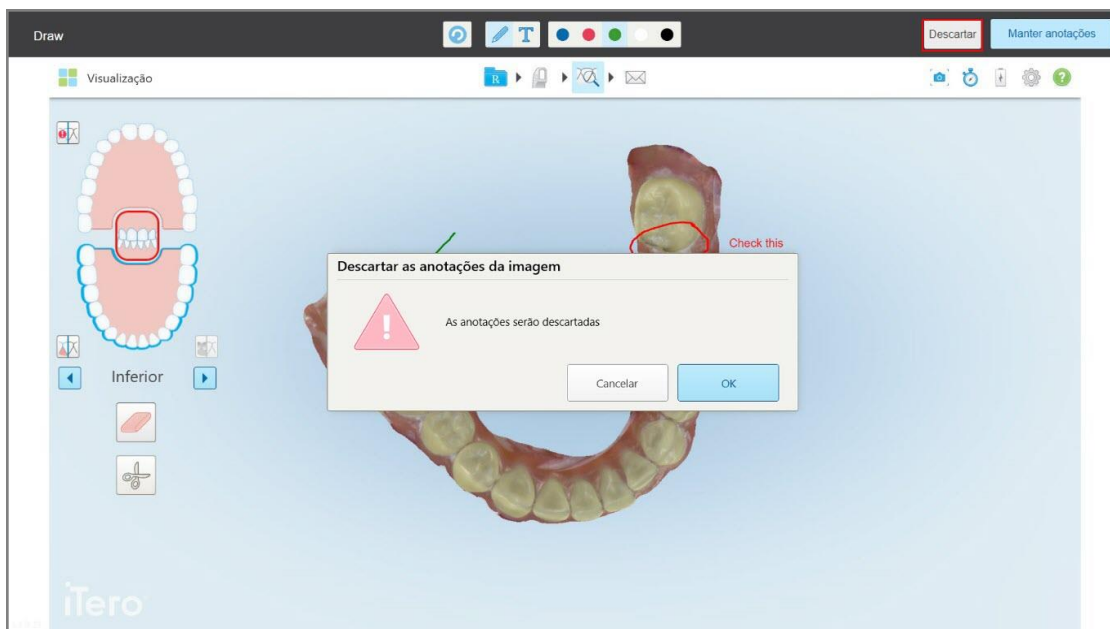 Draw
T
Descartar
Manter anotações
Visualização
R
Check this
Descartar as anotações da imagem
!
As anotações serão descartadas
Cancelar
OK
Inferior
iTero